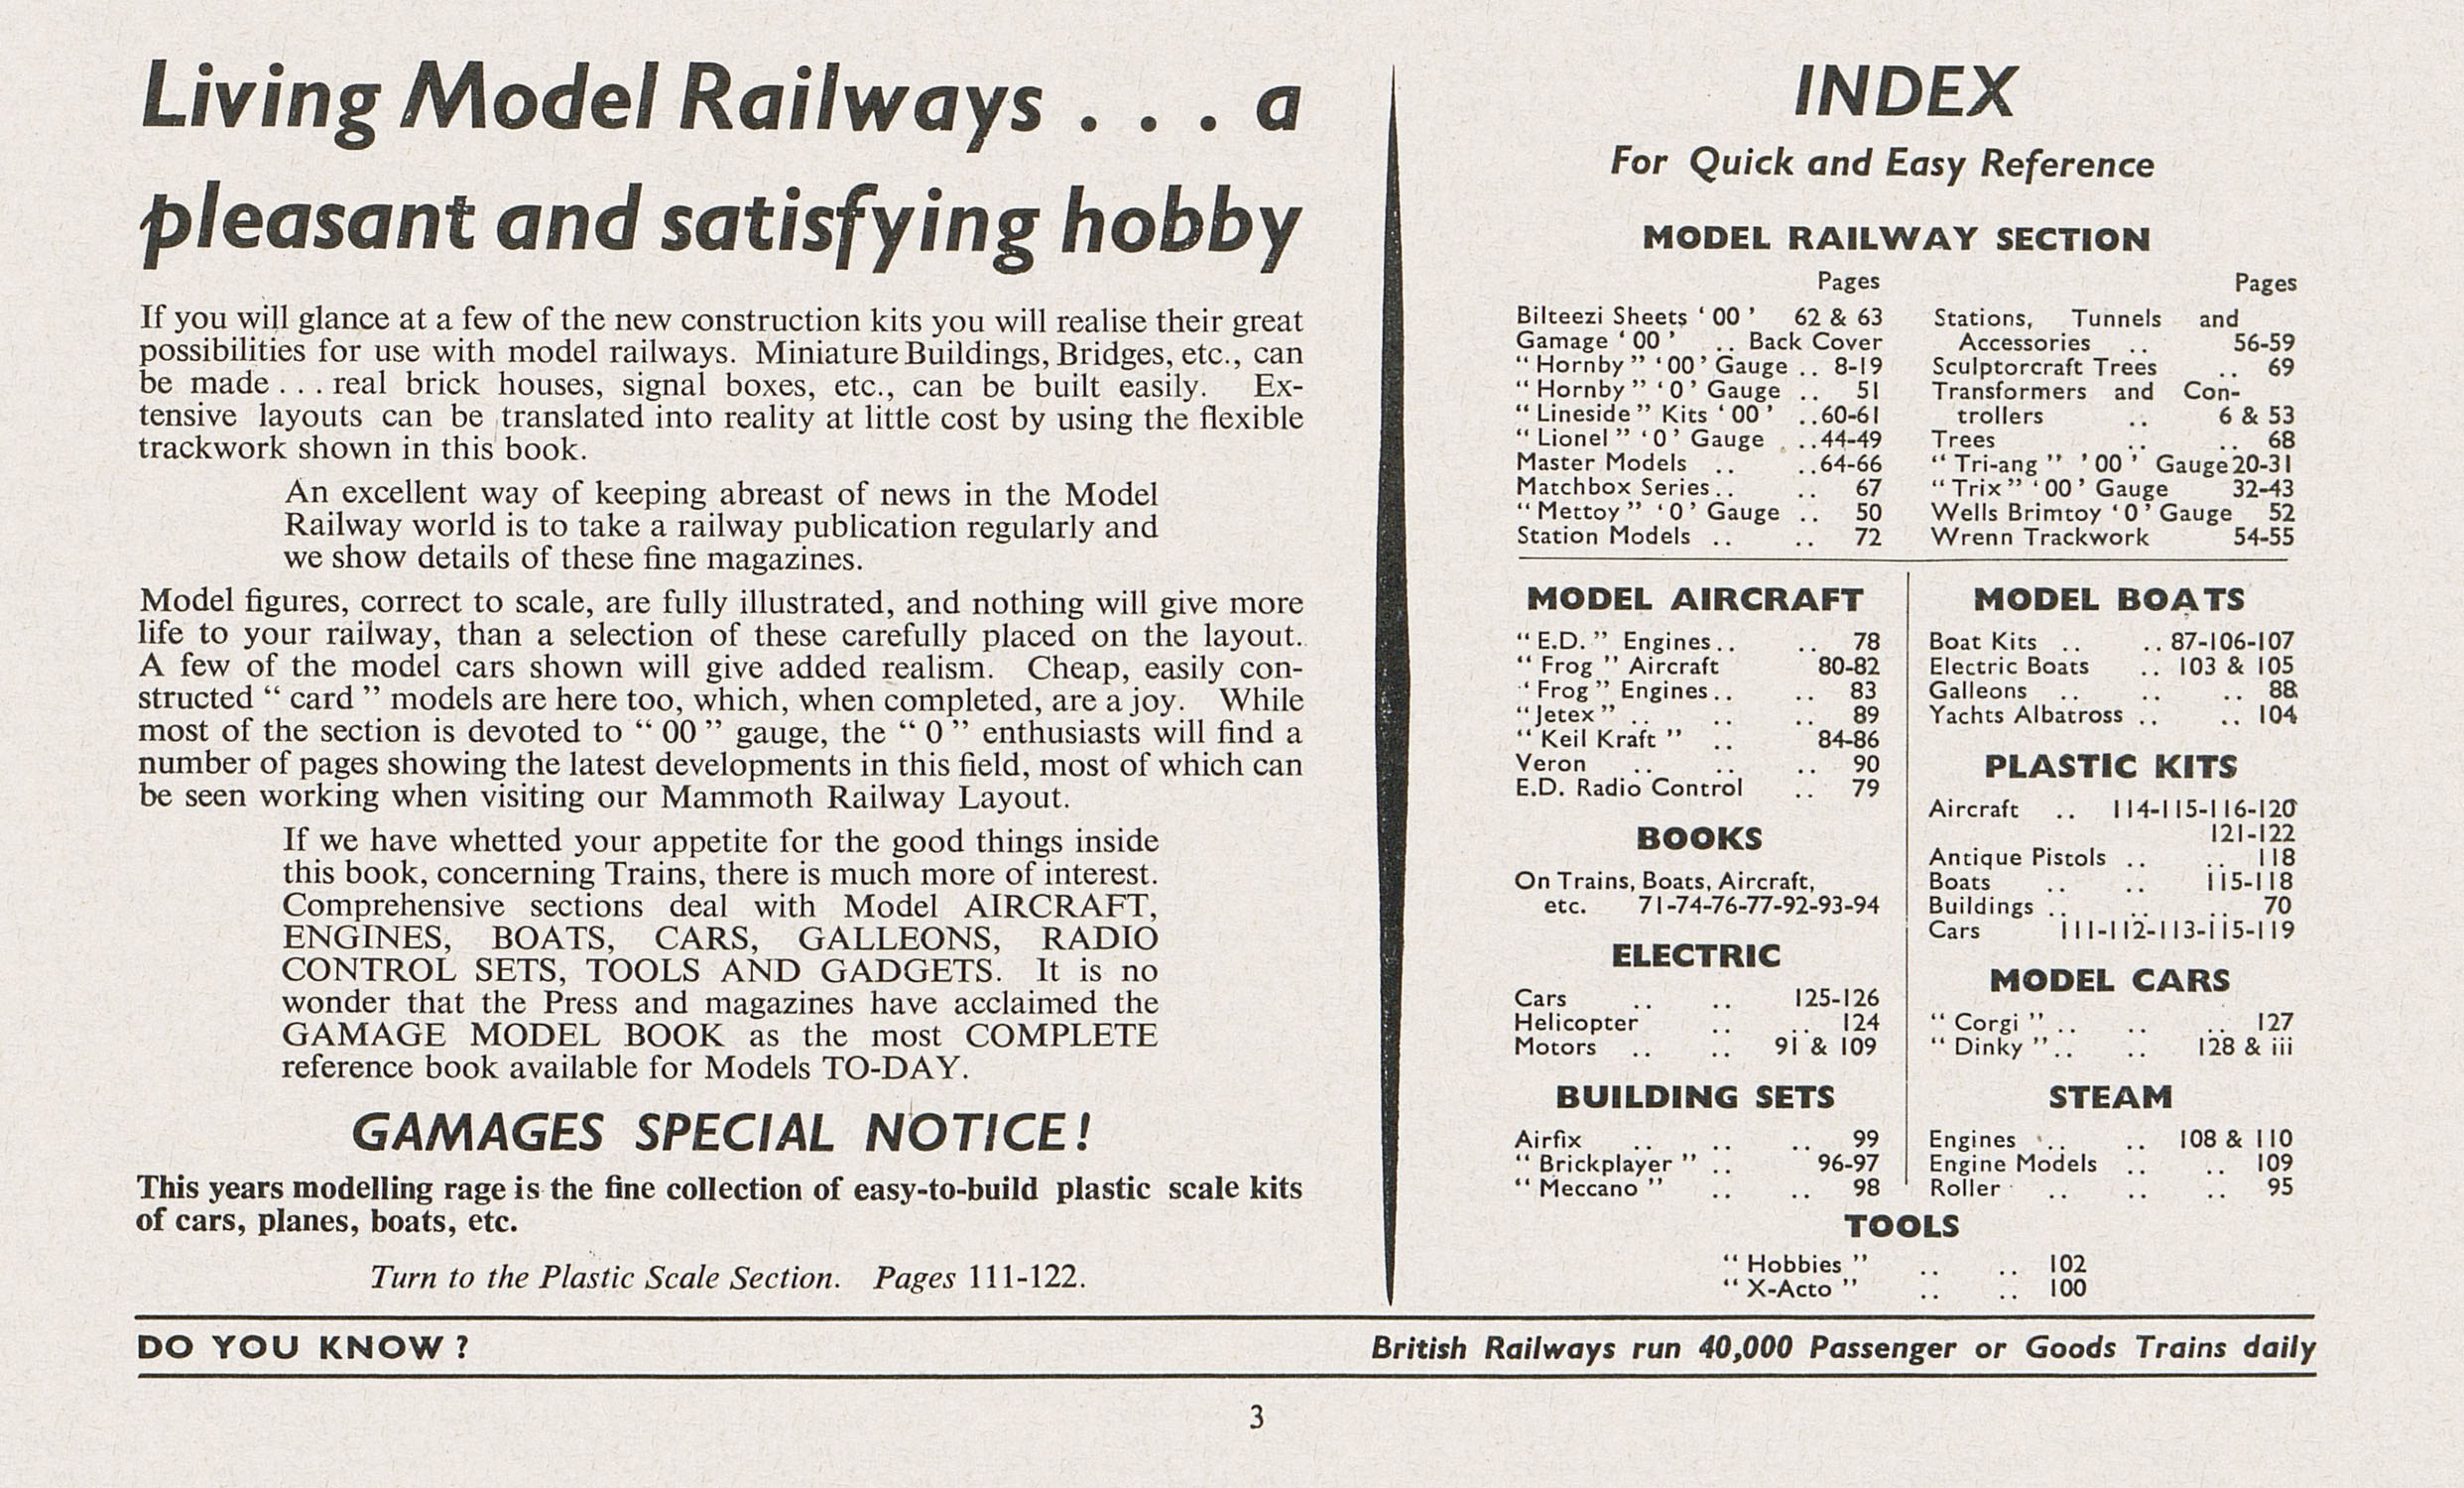 Living Model Railways . . . a
pleasant and satisfying hobby
If you will glance at a few of the new construction kits you will realise their great
possibilities for use with model railways. Miniature Buildings, Bridges, etc., can
be made . . . real brick houses, signal boxes, etc., can be built easily. Ex-
tensive layouts can be translated into reality at little cost by using the flexible
trackwork shown in this book.
An excellent way of keeping abreast of news in the Model
Railway world is to take a railway publication regularly and
we show details of these fine magazines.
Model figures, correct to scale, are fully illustrated, and nothing will give more
life to your railway, than a selection of these carefully placed on the layout.
A few of the model cars shown will give added realism. Cheap, easily con-
structed “ card ” models are here too, which, when completed, are a joy. While
most of the section is devoted to “ 00 ” gauge, the “ 0 ” enthusiasts will find a
number of pages showing the latest developments in this field, most of which can
be seen working when visiting our Mammoth Railway Layout.
If we have whetted your appetite for the good things inside
this book, concerning Trains, there is much more of interest.
Comprehensive sections deal with Model AIRCRAFT,
ENGINES, BOATS, CARS, GALLEONS, RADIO
CONTROL SETS, TOOLS AND GADGETS. It is no
wonder that the Press and magazines have acclaimed the
GAMAGE MODEL BOOK as the most COMPLETE
reference book available for Models TO-DAY.
GAMAGES SPECIAL NOTICE!
This years modelling rage is the fine collection of easy-to-build plastic scale kits
of cars, planes, boats, etc.
Turn to the Plastic Scale Section. Pages 111-122.
INDEX
For Quick and Easy Reference
MODEL RAILWAY SECTION
Pages
Bilteezi Sheets ‘ 00 ’ 62 & 63
Gamage ‘ 00 ’ .. Back Cover
“ Hornby ” ‘ 00 ’ Gauge .. 8-19
“ Hornby ” ‘ 0 ’ Gauge .. 51
“ Lineside ” Kits ‘ 00 ’ ..60-61
“ Lionel ” ‘ 0 ’ Gauge ..44-49
Master Models .. ..64-66
Matchbox Series .. .. 67
“ Mettoy ” ‘ 0 ’ Gauge .. 50
Station Models .. .. 72
Pages
Stations, Tunnels and
Accessories .. 56-59
Sculptorcraft Trees .. 69
Transformers and Con-
trollers .. 6 & 53
Trees .. .. 68
“ Tri-ang ” ’ 00 ’ Gauge 20-31
“ Trix ” ‘ 00 ’ Gauge 32-43
Wells Brimtoy ‘ 0 ’ Gauge 52
Wrenn Trackwork 54-55
MODEL AIRCRAFT
“ E.D. ” Engines .. .. 78
“ Frog ” Aircraft 80-82
‘ Frog ” Engines .. .. 83
“ Jetex ” .. .. .. 89
“ Keil Kraft ” .. 84-86
Veron .. .. .. 90
E.D. Radio Control .. 79
BOOKS
On Trains, Boats, Aircraft,
etc. 71-74-76-77-92-93-94
ELECTRIC
Cars .. .. 125-126
Helicopter .. .. 124
Motors .. .. 91 & 109
BUILDING SETS
Airfix .. .. .. 99
“ Brickplayer ” .. 96-97
“ Meccano ” .. .. 98
MODEL BOATS
Boat Kits .. .. 87-106-107
Electric Boats .. 103 & 105
Galleons .. .. .. 88
Yachts Albatross .. .. 104
PLASTIC KITS
Aircraft .. 114-115-116-120
121-122
Antique Pistols .. .. 118
Boats .. .. 115-118
Buildings .. .. .. 70
Cars 111-112-113-115-119
MODEL CARS
“ Corgi ” .. .. .. 127
“ Dinky ” .. .. 128 & iii
STEAM
Engines .. .. 108 & 110
Engine Models .. .. 109
Roller .. .. .. 95
TOOLS
“ Hobbies ” .. .. 102
“ X-Acto ” .. .. 100
DO YOU KNOW ? British Railways run 40,000 Passenger or Goods Trains daily
3